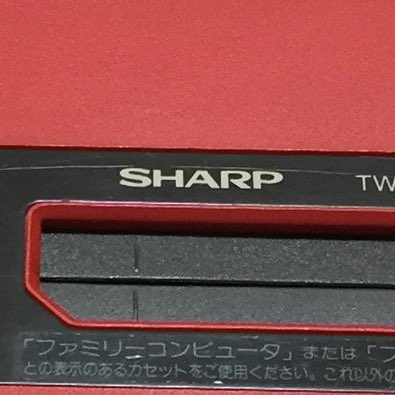 SHARP TW
「ファミリーコンピュータ」または「フ
との表示のあるカセットをご使用ください。これ以外の